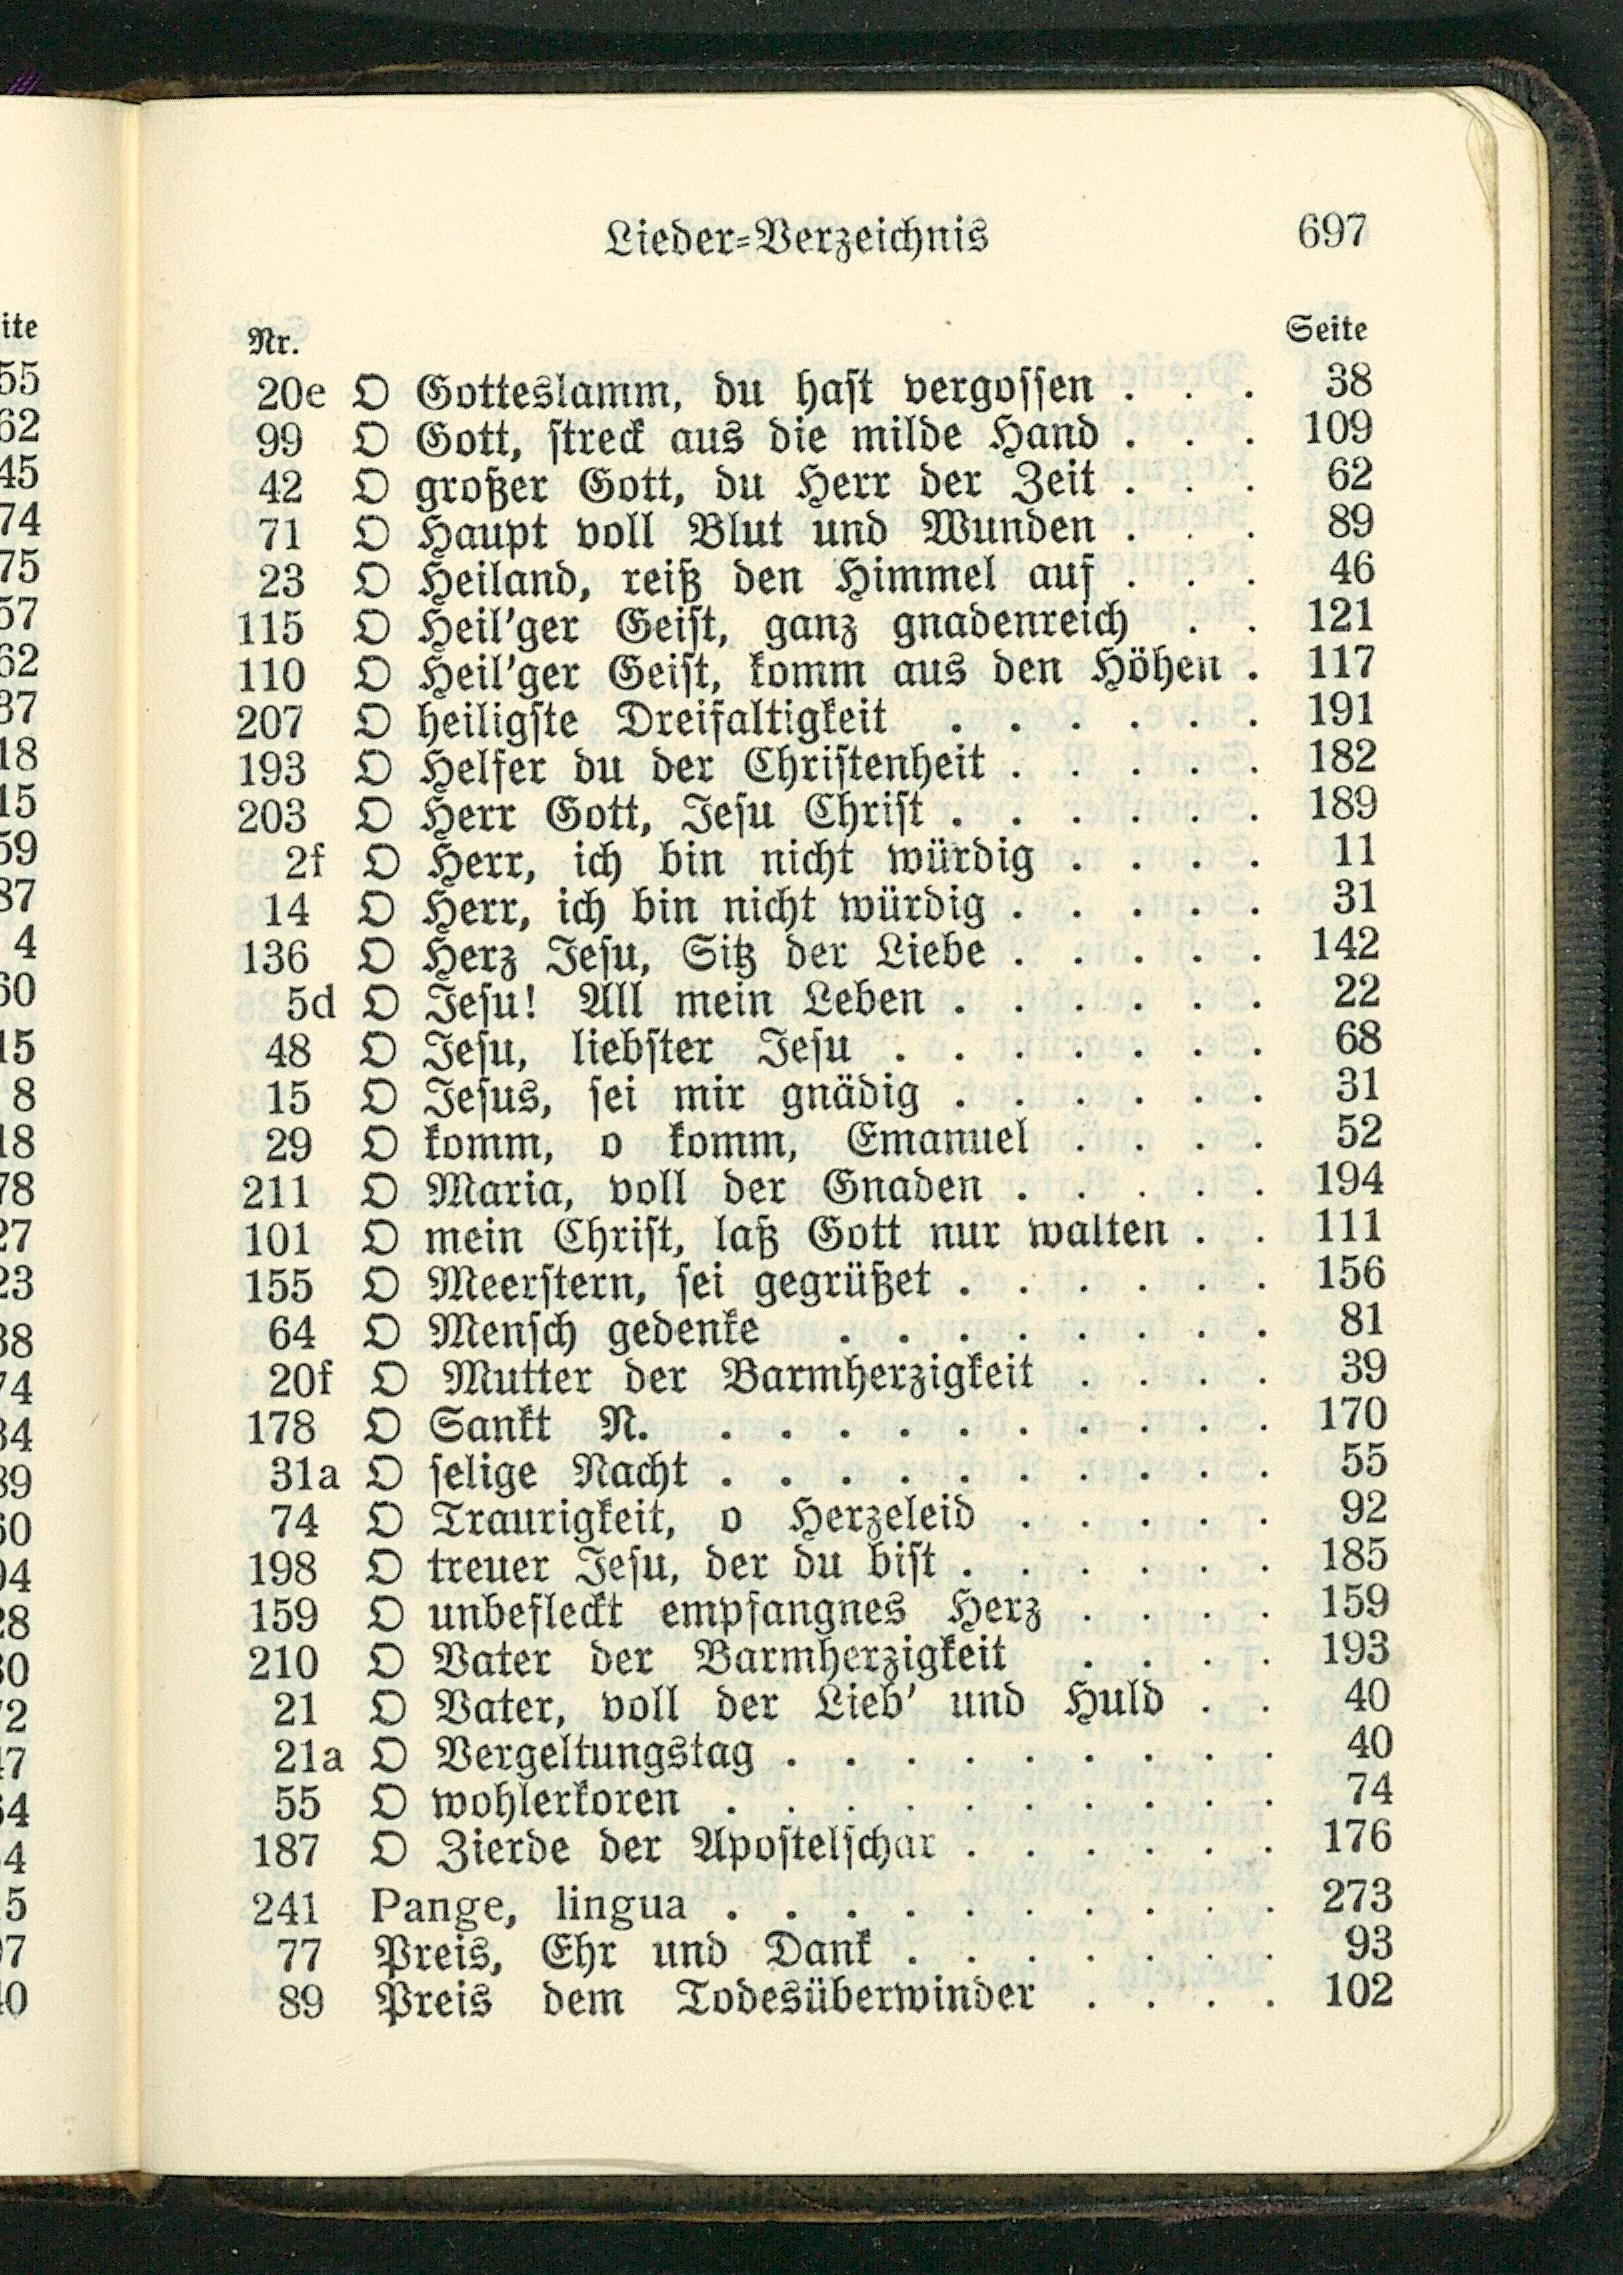 Lieder-Verzeichnis 697
Nr. Seite
20e O Gotteslamm, du hast vergossen . . . 38
99 O Gott, streck aus die milde Hand . . . 109
42 O großer Gott, du Herr der Zeit . . . 62
71 O Haupt voll Blut und Wunden . . . 89
23 O Heiland, reiß den Himmel auf . . . 46
115 O Heil'ger Geist, ganz gnadenreich . . 121
110 O Heil'ger Geist, komm aus den Höhen . 117
207 O heiligste Dreifaltigkeit . . . . . . 191
193 O Helfer du der Christenheit . . . . . 182
203 O Herr Gott, Jesu Christ . . . . . . 189
2f O Herr, ich bin nicht würdig . . . . 11
14 O Herr, ich bin nicht würdig . . . . . 31
136 O Herz Jesu, Sitz der Liebe . . . . . 142
5d O Jesu! All mein Leben . . . . . . 22
48 O Jesu, liebster Jesu . . . . . . . 68
15 O Jesus, sei mir gnädig . . . . . . 31
29 O komm, o komm, Emanuel . . . . 52
211 O Maria, voll der Gnaden . . . . . 194
101 O mein Christ, laß Gott nur walten . . 111
155 O Meerstern, sei gegrüßet . . . . . . 156
64 O Mensch gedenke . . . . . . . . 81
20f O Mutter der Barmherzigkeit . . . . 39
178 O Sankt N. . . . . . . . . . . 170
31a O selige Nacht . . . . . . . . . . 55
74 O Traurigkeit, o Herzeleid . . . . . 92
198 O treuer Jesu, der du bist . . . . . . 185
159 O unbefleckt empfangnes Herz . . . . 159
210 O Vater der Barmherzigkeit . . . . 193
21 O Vater, voll der Lieb' und Huld . . 40
21a O Vergeltungstag . . . . . . . . . 40
55 O wohlerkoren . . . . . . . . . . 74
187 O Zierde der Apostelschar . . . . . . 176
241 Pange, lingua . . . . . . . . . . 273
77 Preis, Ehr und Dank . . . . . . . 93
89 Preis dem Todesüberwinder . . . . 102